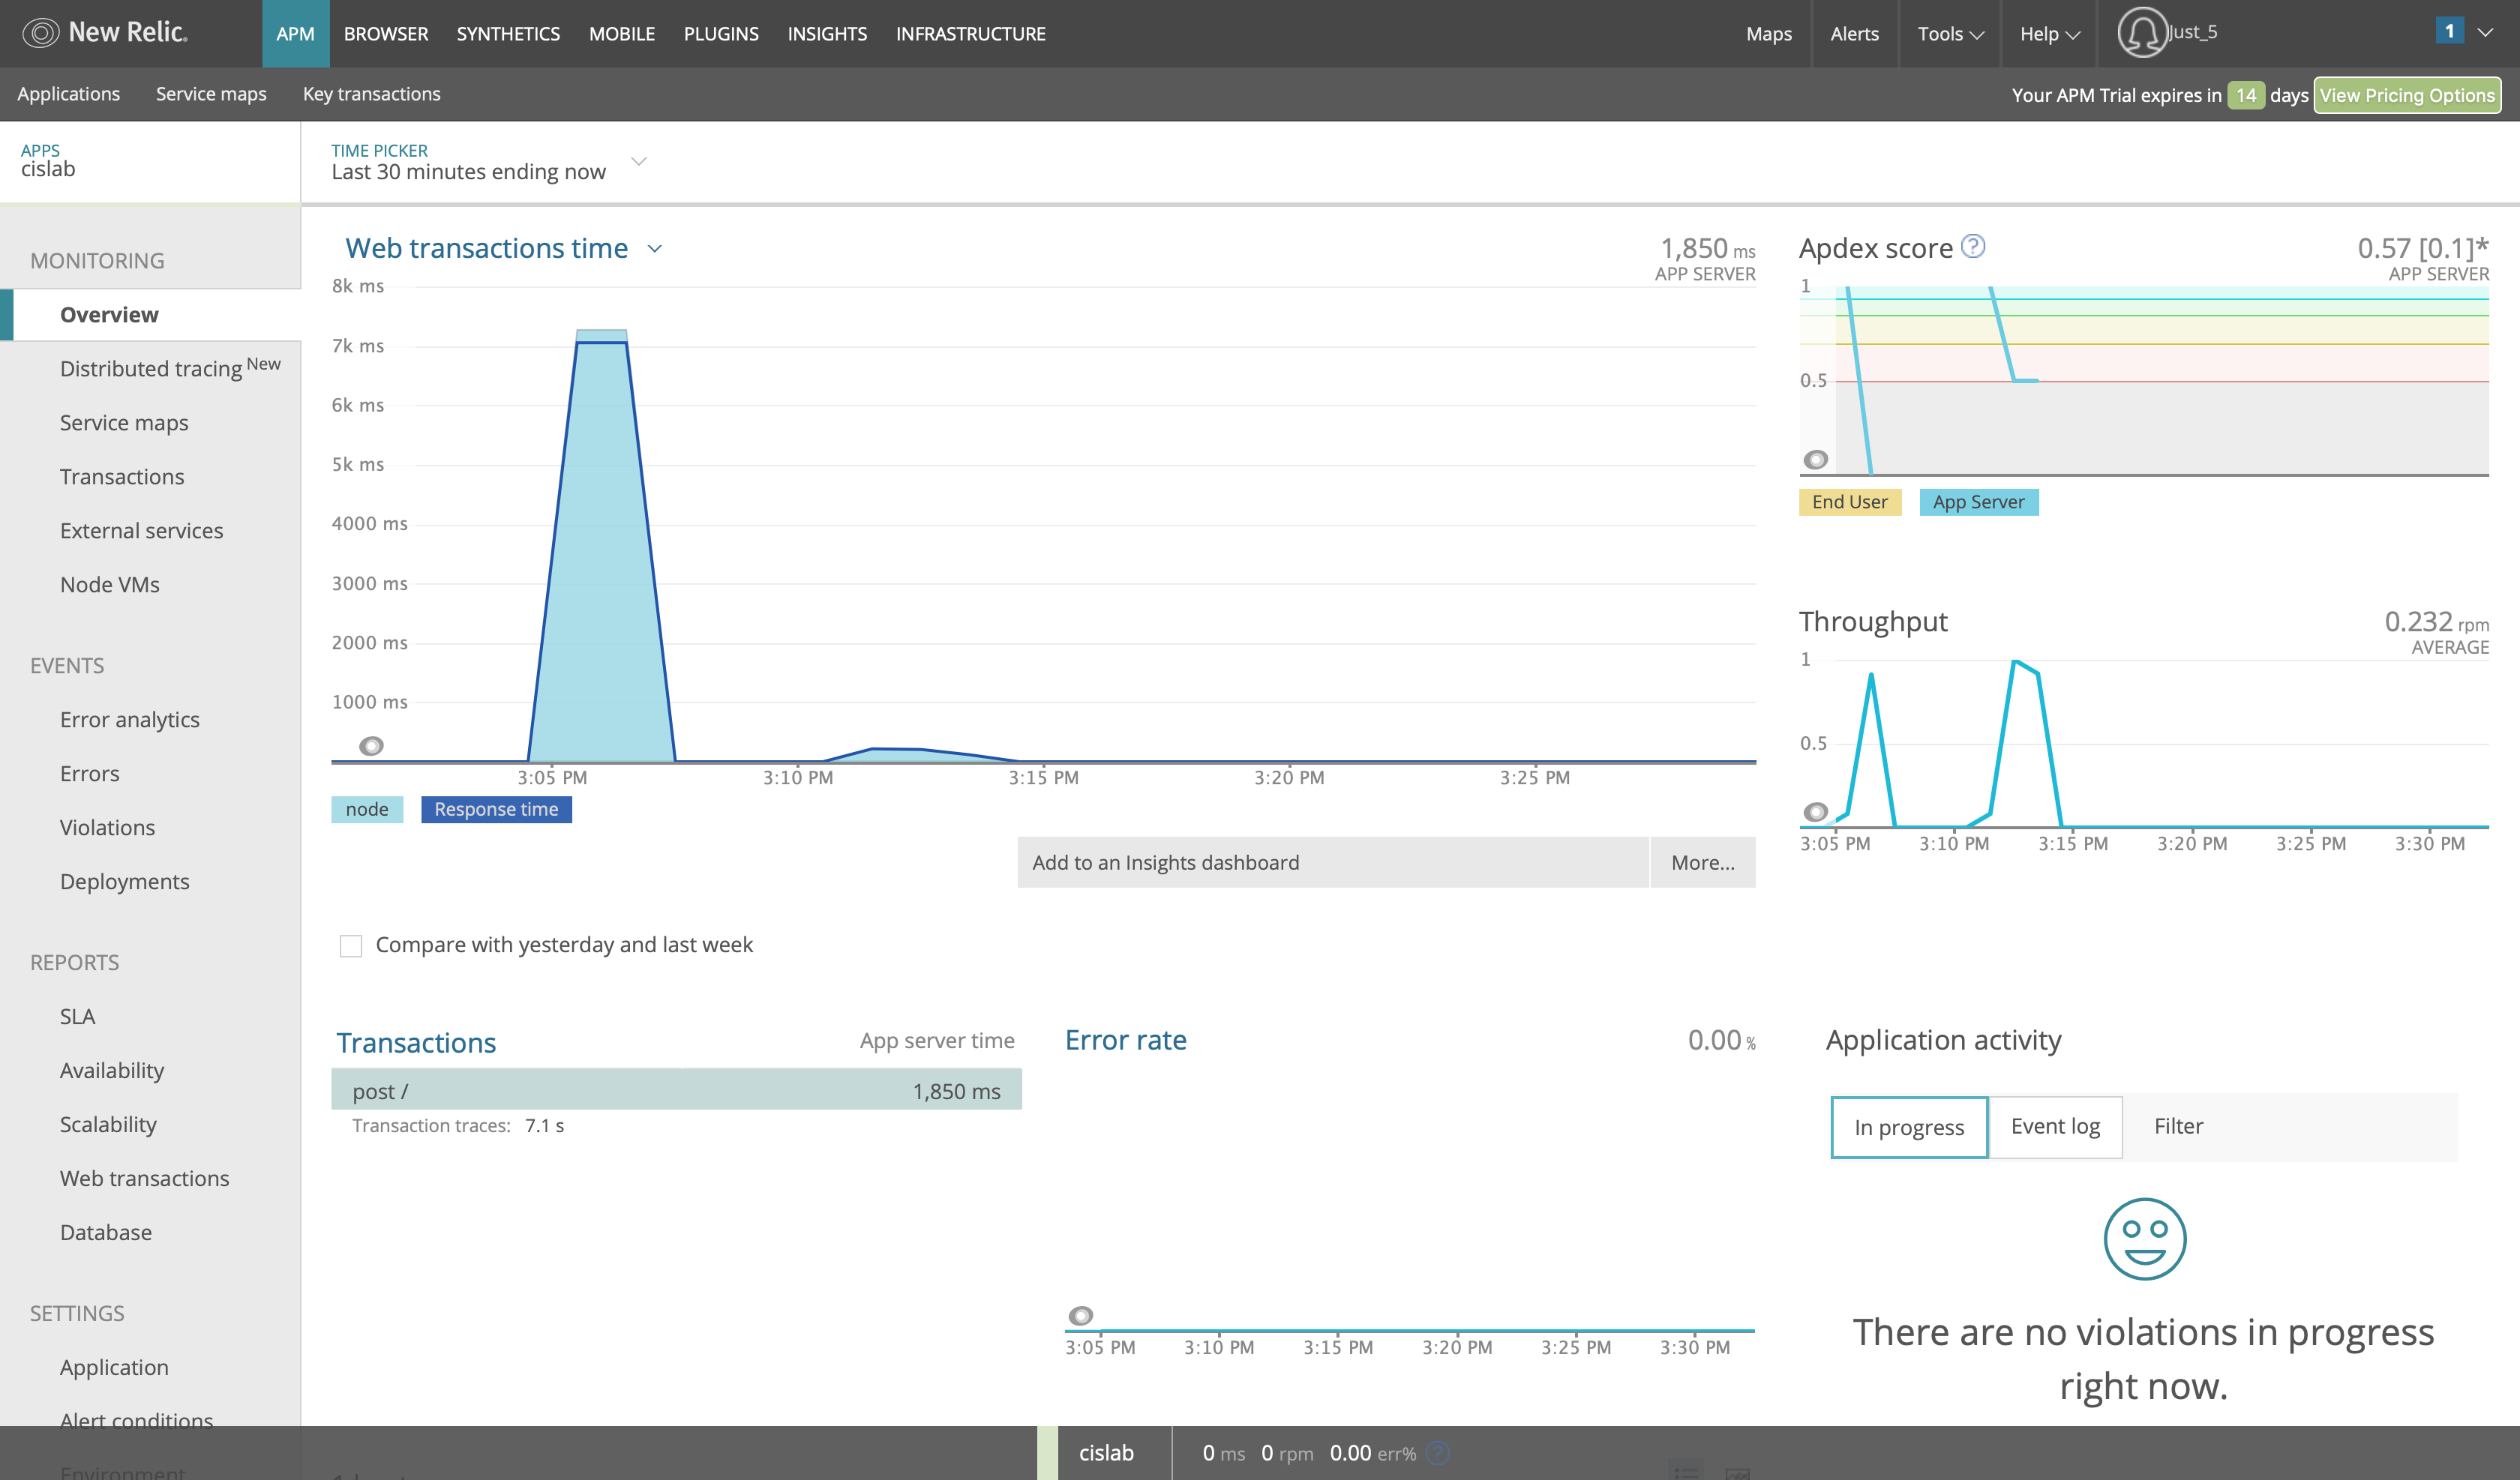 New Relic.
APM BROWSER SYNTHETICS MOBILE PLUGINS INSIGHTS INFRASTRUCTURE
Maps Alerts Tools Help Just_5 1
Applications Service maps Key transactions
Your APM Trial expires in 14 days View Pricing Options
APPS
cislab
TIME PICKER
Last 30 minutes ending now
MONITORING
Overview
Distributed tracing New
Service maps
Transactions
External services
Node VMs
EVENTS
Error analytics
Errors
Violations
Deployments
REPORTS
SLA
Availability
Scalability
Web transactions
Database
SETTINGS
Application
Alert conditions
Environment
Web transactions time
1,850 ms
APP SERVER
8k ms
7k ms
6k ms
5k ms
4000 ms
3000 ms
2000 ms
1000 ms
3:05 PM 3:10 PM 3:15 PM 3:20 PM 3:25 PM
node Response time
Add to an Insights dashboard More...
Compare with yesterday and last week
Apdex score ?
0.57 [0.1]*
APP SERVER
1
0.5
End User App Server
Throughput
0.232 rpm
AVERAGE
1
0.5
3:05 PM 3:10 PM 3:15 PM 3:20 PM 3:25 PM 3:30 PM
Transactions App server time
post / 1,850 ms
Transaction traces: 7.1 s
Error rate 0.00 %
3:05 PM 3:10 PM 3:15 PM 3:20 PM 3:25 PM 3:30 PM
Application activity
In progress Event log Filter
There are no violations in progress
right now.
cislab 0 ms 0 rpm 0.00 err% ?